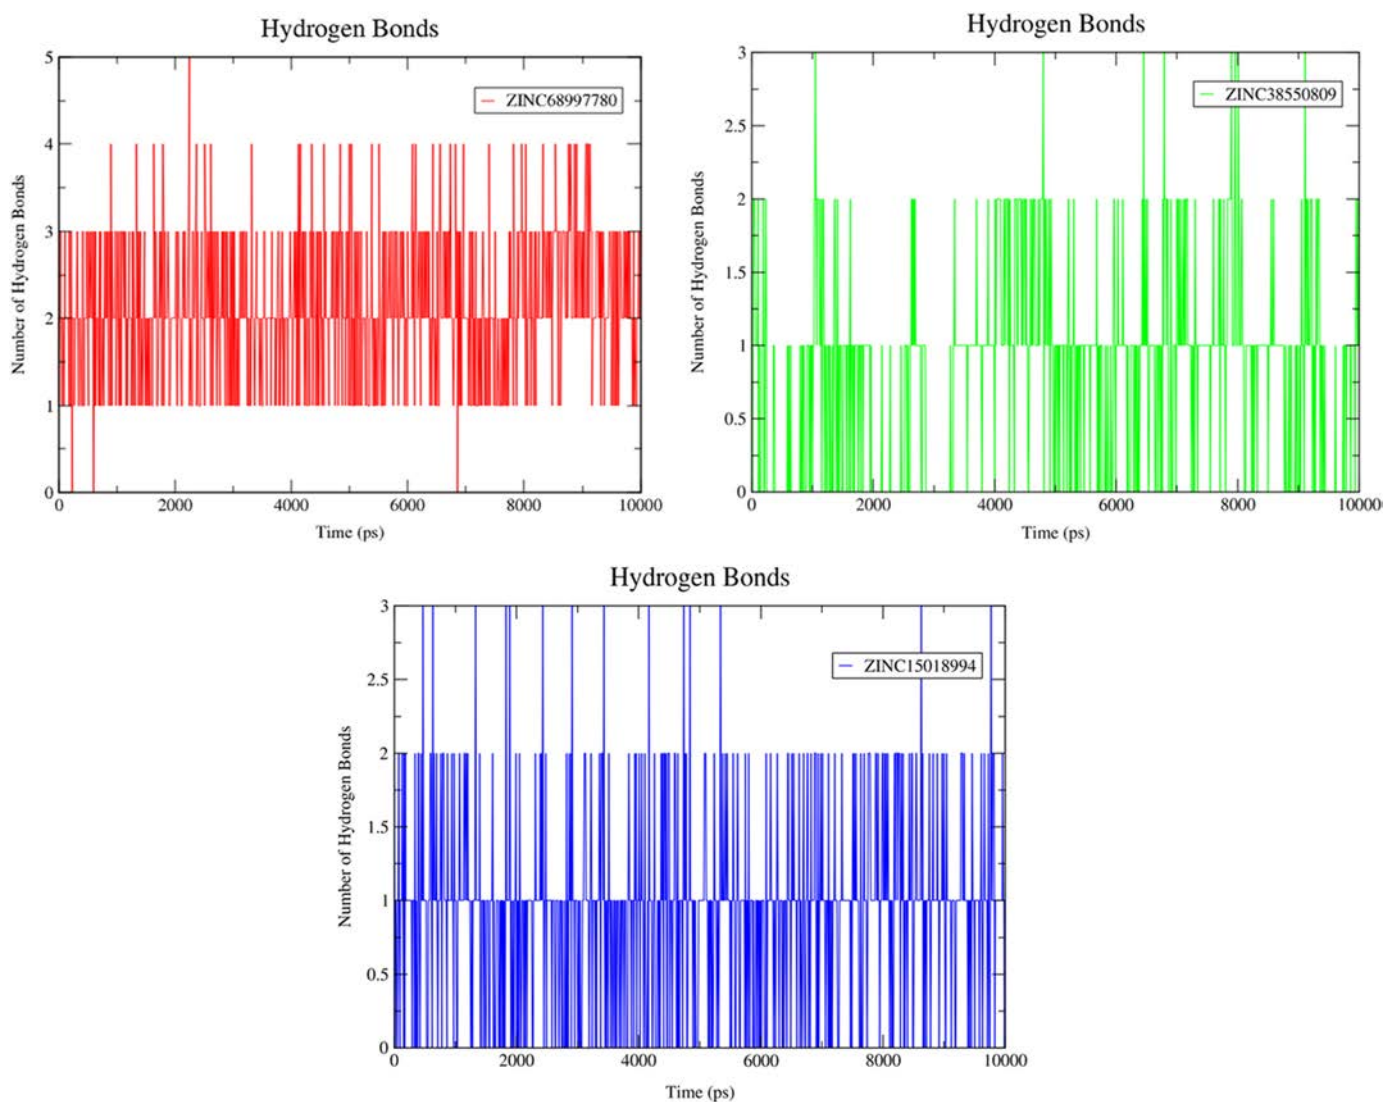 Hydrogen Bonds
5
4
3
2
1
0
Number of Hydrogen Bonds
ZINC68997780
0 2000 4000 6000 8000 10000
Time (ps)
Hydrogen Bonds
3
2.5
2
1.5
1
0.5
0
Number of Hydrogen Bonds
ZINC38550809
0 2000 4000 6000 8000 10000
Time (ps)
Hydrogen Bonds
3
2.5
2
1.5
1
0.5
0
Number of Hydrogen Bonds
ZINC15018994
0 2000 4000 6000 8000 10000
Time (ps)